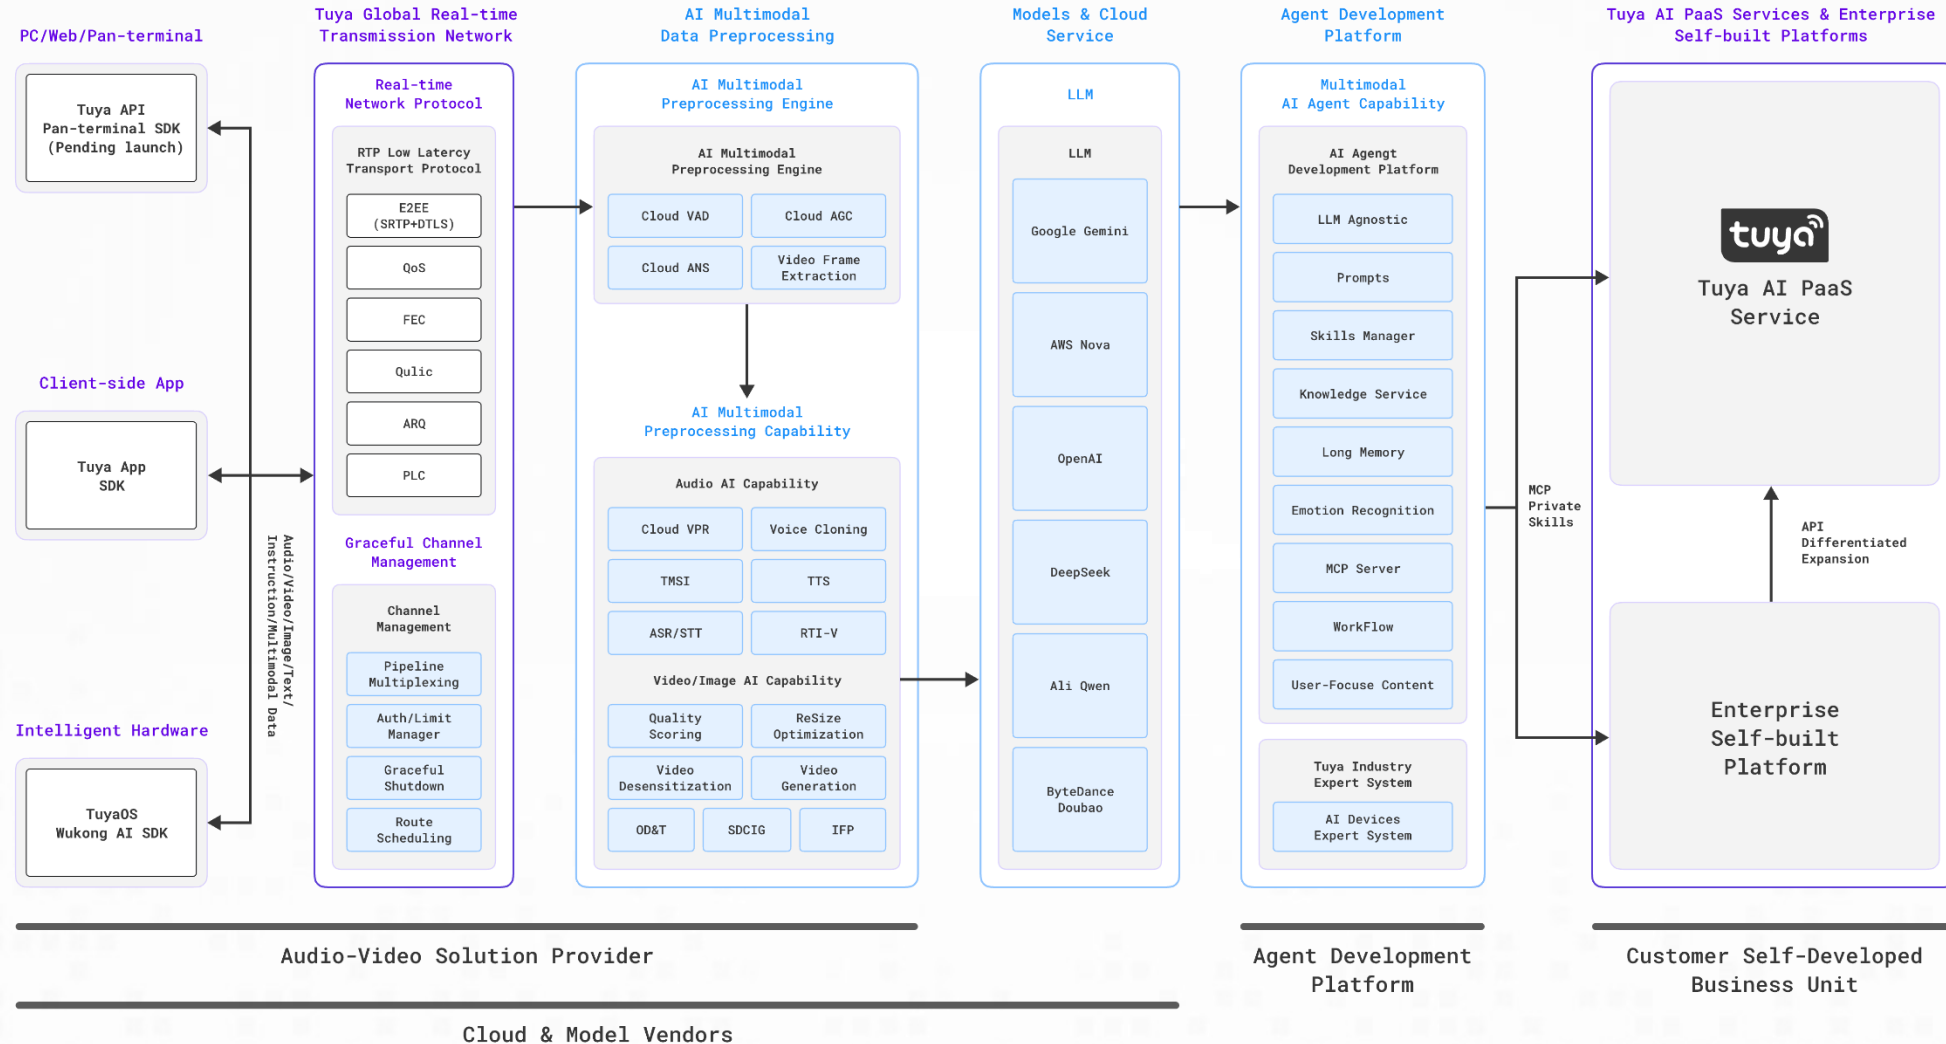 PC/Web/Pan-terminal
Tuya API
Pan-terminal SDK
(Pending launch)
Client-side App
Tuya App
SDK
Intelligent Hardware
TuyaOS
Wukong AI SDK
Audio/Video/Image/Text/
Instruction/Multimodal Data
Tuya Global Real-time
Transmission Network
Real-time
Network Protocol
RTP Low Latercy
Transport Protocol
E2EE
(SRTP+DTLS)
QoS
FEC
Qulic
ARQ
PLC
Graceful Channel
Management
Channel
Management
Pipeline
Multiplexing
Auth/Limit
Manager
Graceful
Shutdown
Route
Scheduling
AI Multimodal
Data Preprocessing
AI Multimodal
Preprocessing Engine
AI Multimodal
Preprocessing Engine
Cloud VAD
Cloud AGC
Cloud ANS
Video Frame
Extraction
AI Multimodal
Preprocessing Capability
Audio AI Capability
Cloud VPR
Voice Cloning
TMSI
TTS
ASR/STT
RTI-V
Video/Image AI Capability
Quality
Scoring
ReSize
Optimization
Video
Desensitization
Video
Generation
OD&T
SDCIG
IFP
Models & Cloud
Service
LLM
LLM
Google Gemini
AWS Nova
OpenAI
DeepSeek
Ali Qwen
ByteDance
Doubao
Agent Development
Platform
Multimodal
AI Agent Capability
AI Agengt
Development Platform
LLM Agnostic
Prompts
Skills Manager
Knowledge Service
Long Memory
Emotion Recognition
MCP Server
WorkFlow
User-Focuse Content
Tuya Industry
Expert System
AI Devices
Expert System
MCP
Private
Skills
Tuya AI PaaS Services & Enterprise
Self-built Platforms
tuya
Tuya AI PaaS
Service
API
Differentiated
Expansion
Enterprise
Self-built
Platform
Audio-Video Solution Provider
Agent Development
Platform
Customer Self-Developed
Business Unit
Cloud & Model Vendors